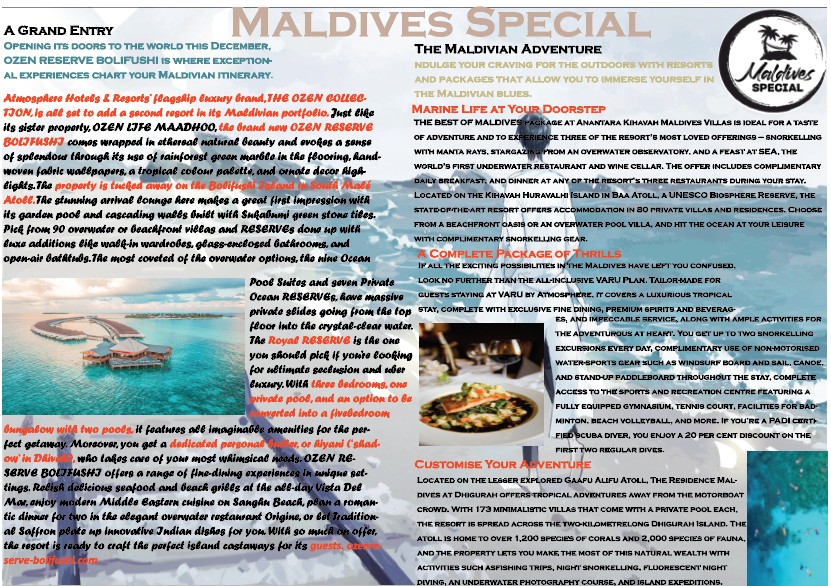 MALDIVES SPECIAL
Maldives
SPECIAL
A GRAND ENTRY
OPENING ITS DOORS TO THE WORLD THIS DECEMBER,
OZEN RESERVE BOLIFUSHI IS WHERE EXCEPTION-
AL EXPERIENCES CHART YOUR MALDIVIAN ITINERARY.
Atmosphere Hotels & Resorts' flagship luxury brand, THE OZEN COLLEC-
TION, is all set to add a second resort in its Maldivian portfolio. Just like
its sister property, OZEN LIFE MAADHOO, the brand new OZEN RESERVE
BOLIFUSHI comes wrapped in ethereal natural beauty and evokes a sense
of splendour through its use of rainforest green marble in the flooring, hand-
woven fabric wallpapers, a tropical colour palette, and ornate decor high-
lights. The property is tucked away on the Bolifushi Island in South Malé
Atoll. The stunning arrival lounge here makes a great first impression with
its garden pool and cascading walls built with Sukabumi green stone tiles.
Pick from 90 overwater or beachfront villas and RESERVEs done up with
luxe additions like walk-in wardrobes, glass-enclosed bathrooms, and
open-air bathtubs. The most coveted of the overwater options, the nine Ocean
Pool Suites and seven Private
Ocean RESERVEs, have massive
private slides going from the top
floor into the crystal-clear water.
The Royal RESERVE is the one
you should pick if you're looking
for ultimate seclusion and uber
luxury. With three bedrooms, one
private pool, and an option to be
converted into a fivebedroom
bungalow with two pools, it features all imaginable amenities for the per-
fect getaway. Moreover, you get a dedicated personal butler, or kiyani ('shad-
ow' in Dhivehi), who takes care of your most whimsical needs. OZEN RE-
SERVE BOLIFUSHI offers a range of fine-dining experiences in unique set-
tings. Relish delicious seafood and beach grills at the all-day Vista Del
Mar, enjoy modern Middle Eastern cuisine on Sanghu Beach, plan a roman-
tic dinner for two in the elegant overwater restaurant Origine, or let Tradition-
al Saffron plate up innovative Indian dishes for you. With so much on offer,
the resort is ready to craft the perfect island castaways for its guests. ozenre
serve-bolifushi.com
THE MALDIVIAN ADVENTURE
NDULGE YOUR CRAVING FOR THE OUTDOORS WITH RESORTS
AND PACKAGES THAT ALLOW YOU TO IMMERSE YOURSELF IN
THE MALDIVIAN BLUES.
MARINE LIFE AT YOUR DOORSTEP
THE BEST OF MALDIVES PACKAGE AT ANANTARA KIHAVAH MALDIVES VILLAS IS IDEAL FOR A TASTE
OF ADVENTURE AND TO EXPERIENCE THREE OF THE RESORT'S MOST LOVED OFFERINGS – SNORKELLING
WITH MANTA RAYS, STARGAZING FROM AN OVERWATER OBSERVATORY, AND A FEAST AT SEA, THE
WORLD'S FIRST UNDERWATER RESTAURANT AND WINE CELLAR. THE OFFER INCLUDES COMPLIMENTARY
DAILY BREAKFAST, AND DINNER AT ANY OF THE RESORT'S THREE RESTAURANTS DURING YOUR STAY.
LOCATED ON THE KIHAVAH HURAVALHI ISLAND IN BAA ATOLL, A UNESCO BIOSPHERE RESERVE, THE
STATE-OF-THE-ART RESORT OFFERS ACCOMMODATION IN 80 PRIVATE VILLAS AND RESIDENCES. CHOOSE
FROM A BEACHFRONT OASIS OR AN OVERWATER POOL VILLA, AND HIT THE OCEAN AT YOUR LEISURE
WITH COMPLIMENTARY SNORKELLING GEAR.
A COMPLETE PACKAGE OF THRILLS
IF ALL THE EXCITING POSSIBILITIES IN THE MALDIVES HAVE LEFT YOU CONFUSED,
LOOK NO FURTHER THAN THE ALL-INCLUSIVE VARU PLAN. TAILOR-MADE FOR
GUESTS STAYING AT VARU BY ATMOSPHERE, IT COVERS A LUXURIOUS TROPICAL
STAY, COMPLETE WITH EXCLUSIVE FINE DINING, PREMIUM SPIRITS AND BEVERAG-
ES, AND IMPECCABLE SERVICE, ALONG WITH AMPLE ACTIVITIES FOR
THE ADVENTUROUS AT HEART. YOU GET UP TO TWO SNORKELLING
EXCURSIONS EVERY DAY, COMPLIMENTARY USE OF NON-MOTORISED
WATER-SPORTS GEAR SUCH AS WINDSURF BOARD AND SAIL, CANOE,
AND STAND-UP PADDLEBOARD THROUGHOUT THE STAY, COMPLETE
ACCESS TO THE SPORTS AND RECREATION CENTRE FEATURING A
FULLY EQUIPPED GYMNASIUM, TENNIS COURT, FACILITIES FOR BAD-
MINTON, BEACH VOLLEYBALL, AND MORE. IF YOU'RE A PADI CERTI-
FIED SCUBA DIVER, YOU ENJOY A 20 PER CENT DISCOUNT ON THE
FIRST TWO REGULAR DIVES.
CUSTOMISE YOUR ADVENTURE
LOCATED ON THE LESSER EXPLORED GAAFU ALIFU ATOLL, THE RESIDENCE MAL-
DIVES AT DHIGURAH OFFERS TROPICAL ADVENTURES AWAY FROM THE MOTORBOAT
CROWD. WITH 173 MINIMALISTIC VILLAS THAT COME WITH A PRIVATE POOL EACH,
THE RESORT IS SPREAD ACROSS THE TWO-KILOMETRELONG DHIGURAH ISLAND. THE
ATOLL IS HOME TO OVER 1,200 SPECIES OF CORALS AND 2,000 SPECIES OF FAUNA,
AND THE PROPERTY LETS YOU MAKE THE MOST OF THIS NATURAL WEALTH WITH
ACTIVITIES SUCH ASFISHING TRIPS, NIGHT SNORKELLING, FLUORESCENT NIGHT
DIVING, AN UNDERWATER PHOTOGRAPHY COURSE, AND ISLAND EXPEDITIONS.